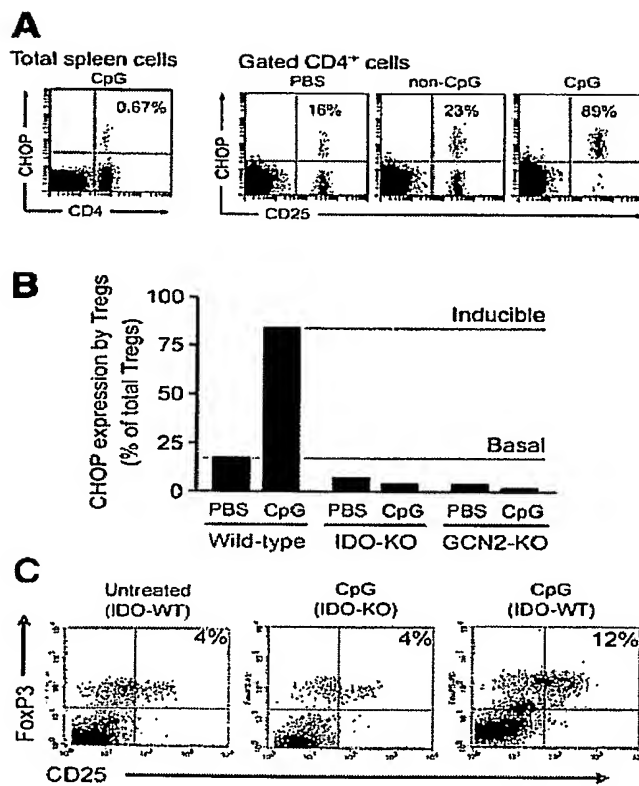 A
Total spleen cells
CpG
0.67%
CHOP
CD4
Gated CD4+ cells
PBS
non-CpG
CpG
16%
23%
89%
CHOP
CD25
B
CHOP expression by Tregs
(% of total Tregs)
100
75
50
25
0
Inducible
Basal
PBS CpG PBS CpG PBS CpG
Wild-type IDO-KO GCN2-KO
C
Untreated
(IDO-WT)
CpG
(IDO-KO)
CpG
(IDO-WT)
4%
4%
12%
FoxP3
CD25